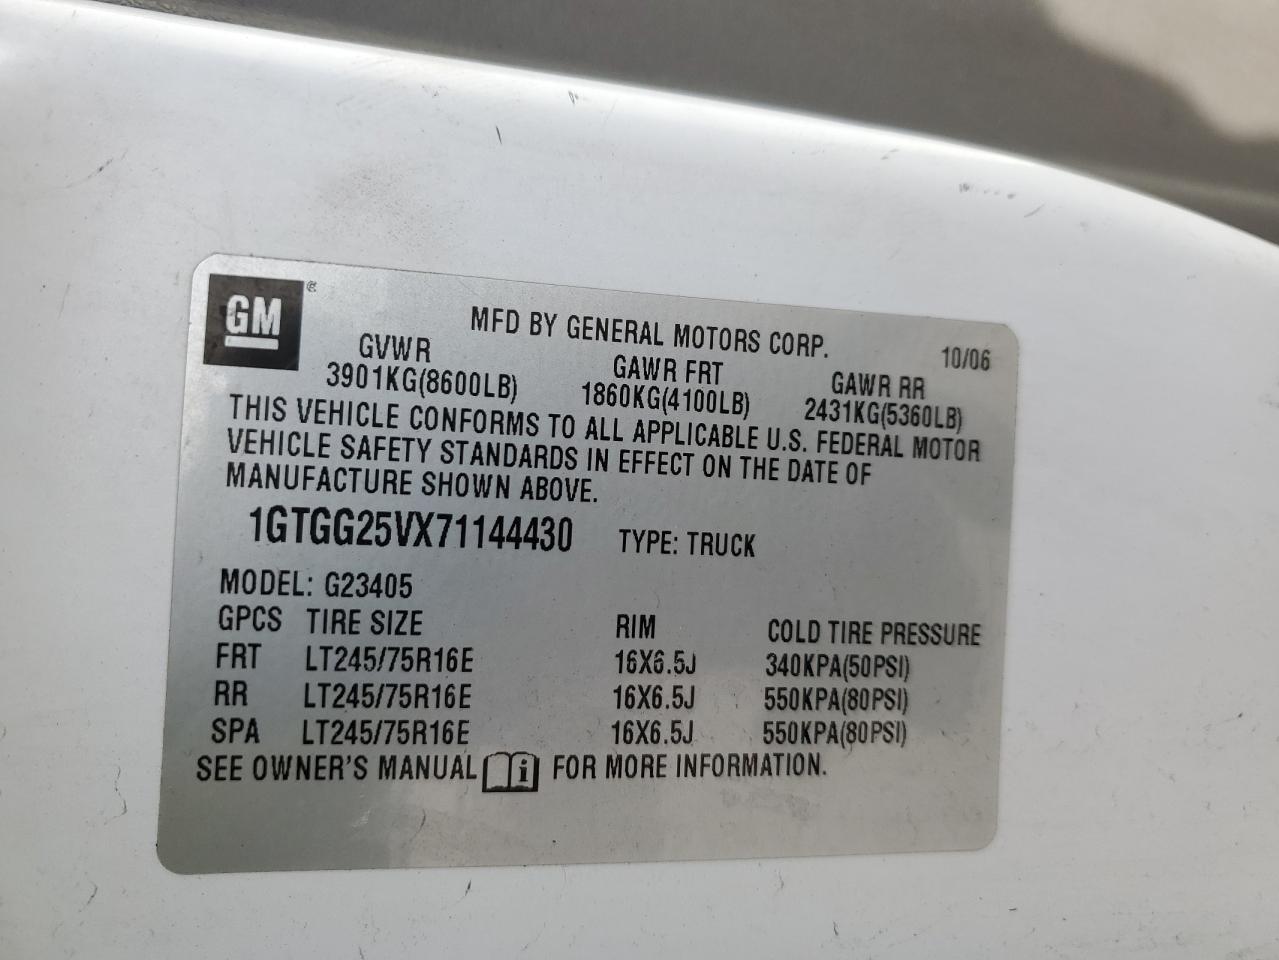 GM
MFD BY GENERAL MOTORS CORP. 10/06
GVWR GAWR FRT GAWR RR
3901KG(8600LB) 1860KG(4100LB) 2431KG(5360LB)
THIS VEHICLE CONFORMS TO ALL APPLICABLE U.S. FEDERAL MOTOR
VEHICLE SAFETY STANDARDS IN EFFECT ON THE DATE OF
MANUFACTURE SHOWN ABOVE.
1GTGG25VX71144430 TYPE: TRUCK
MODEL: G23405
GPCS TIRE SIZE RIM COLD TIRE PRESSURE
FRT LT245/75R16E 16X6.5J 340KPA(50PSI)
RR LT245/75R16E 16X6.5J 550KPA(80PSI)
SPA LT245/75R16E 16X6.5J 550KPA(80PSI)
SEE OWNER'S MANUAL FOR MORE INFORMATION.